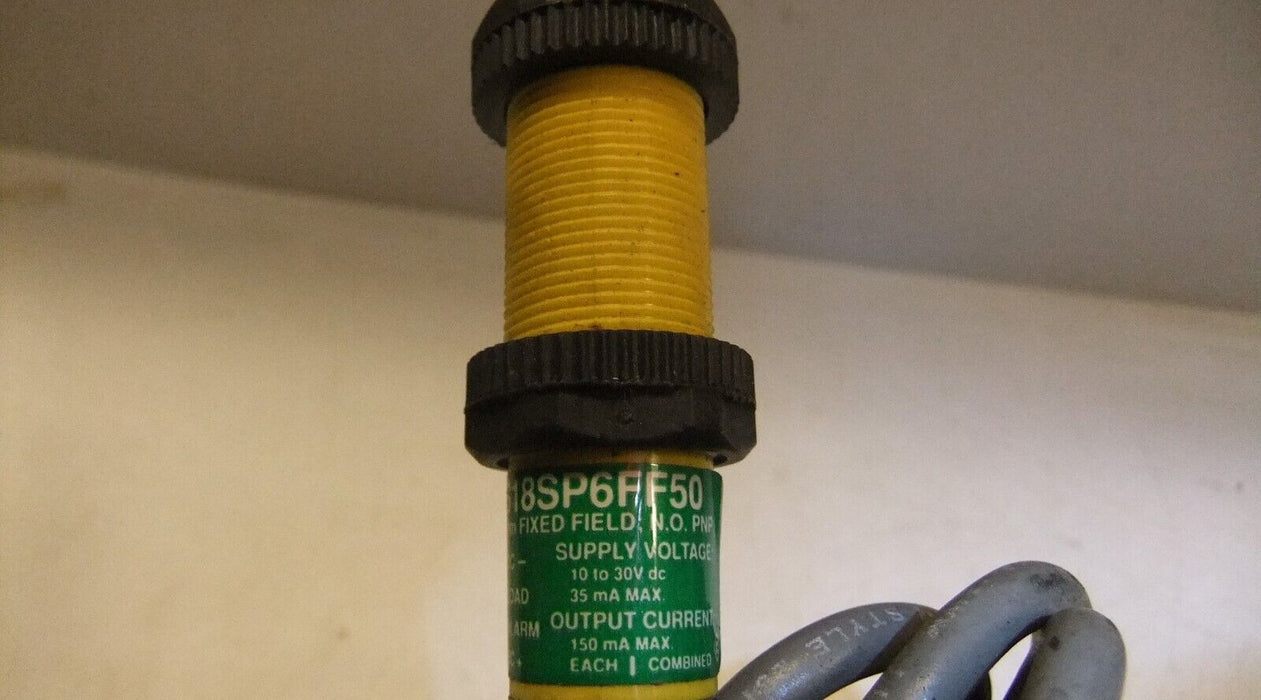 18SP6FF50
FIXED FIELD, N.O. PNP
SUPPLY VOLTAGE
10 to 30V dc
35 mA MAX.
OUTPUT CURRENT
150 mA MAX.
EACH | COMBINED
STYLE